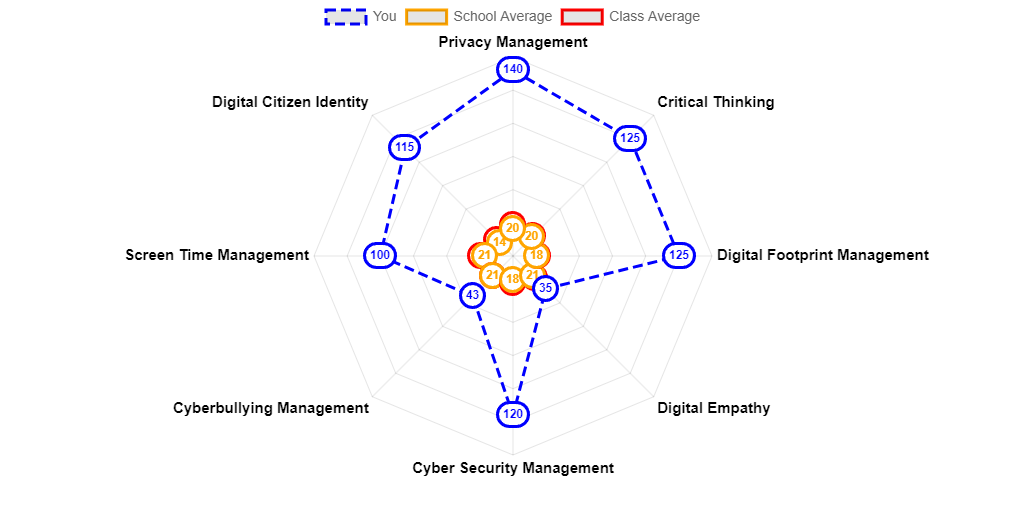 You School Average Class Average
Privacy Management
140
Digital Citizen Identity Critical Thinking
115 125
20
14 20
Screen Time Management 100 21 18 125 Digital Footprint Management
21 18 21
43 35
Cyberbullying Management Digital Empathy
120
Cyber Security Management